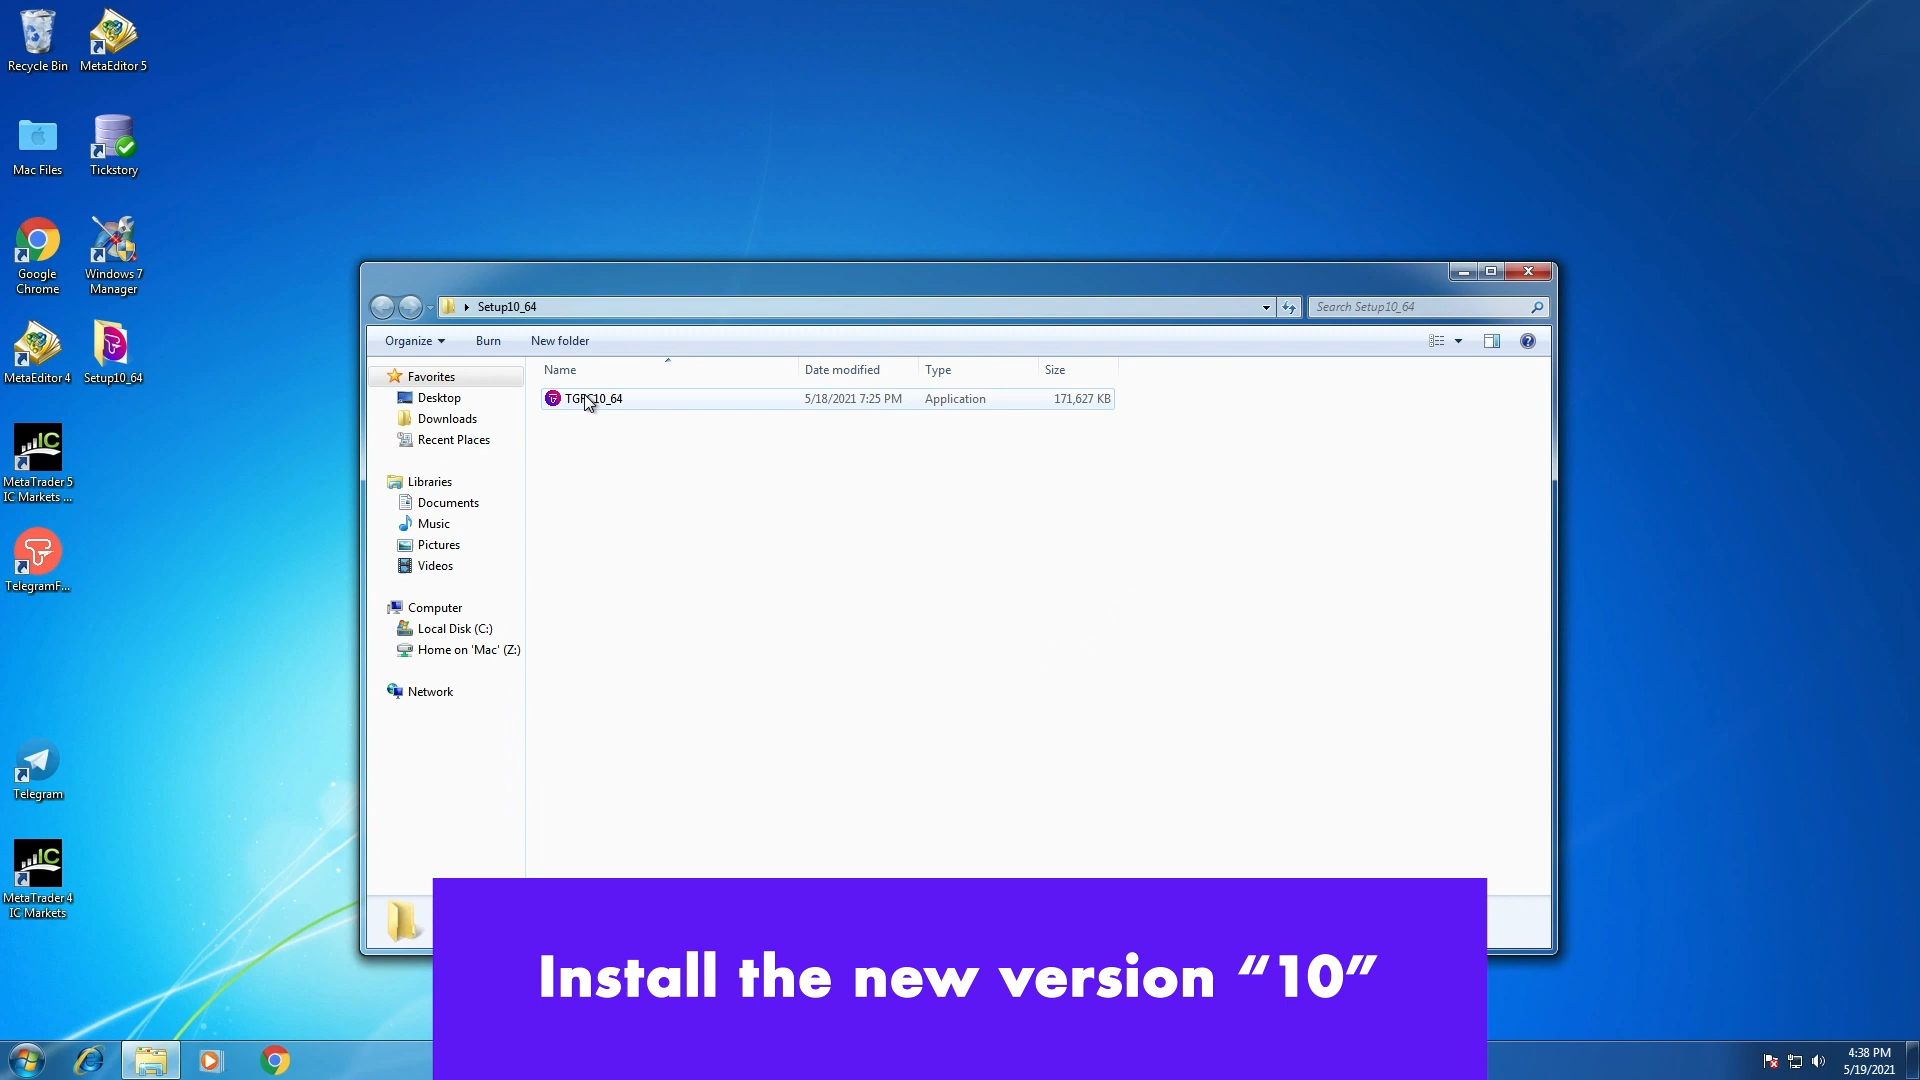 Recycle Bin
MetaEditor 5
Mac Files
Tickstory
Google
Chrome
Windows 7
Manager
MetaEditor 4
Setup10_64
MetaTrader 5
IC Markets ...
TelegramF...
Telegram
MetaTrader 4
IC Markets
Setup10_64
Search Setup10_64
Organize
Burn
New folder
Favorites
Desktop
Downloads
Recent Places
Libraries
Documents
Music
Pictures
Videos
Computer
Local Disk (C:)
Home on 'Mac' (Z:)
Network
Name
Date modified
Type
Size
5/18/2021 7:25 PM
Application
171,627 KB
Install the new version “10”
4:38 PM
5/19/2021